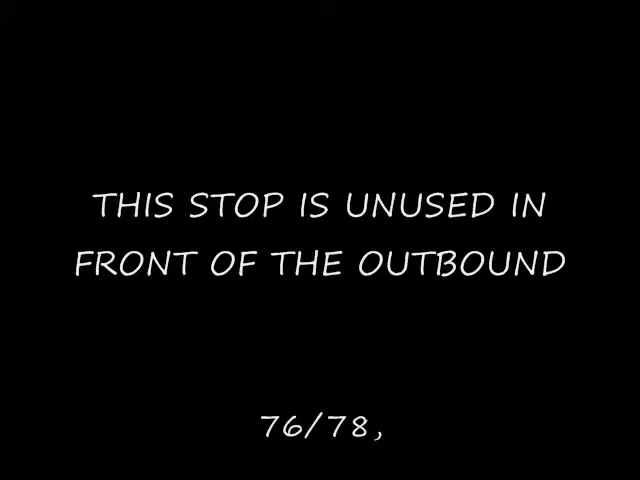 THIS STOP IS UNUSED IN
FRONT OF THE OUTBOUND
76/78,